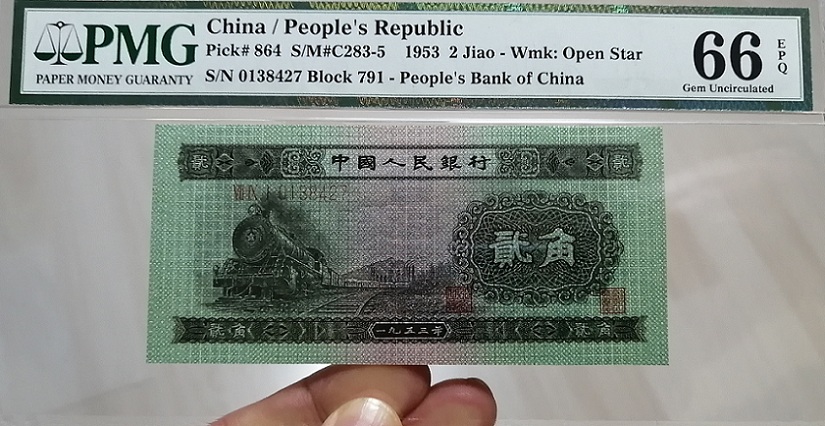 PMG
PAPER MONEY GUARANTY
China / People's Republic
Pick# 864 S/M#C283-5 1953 2 Jiao - Wmk: Open Star
S/N 0138427 Block 791 - People's Bank of China
66
EPQ
Gem Uncirculated
貳 中國人民銀行 貳
0138427
貳角
貳角 一九五三年 貳角